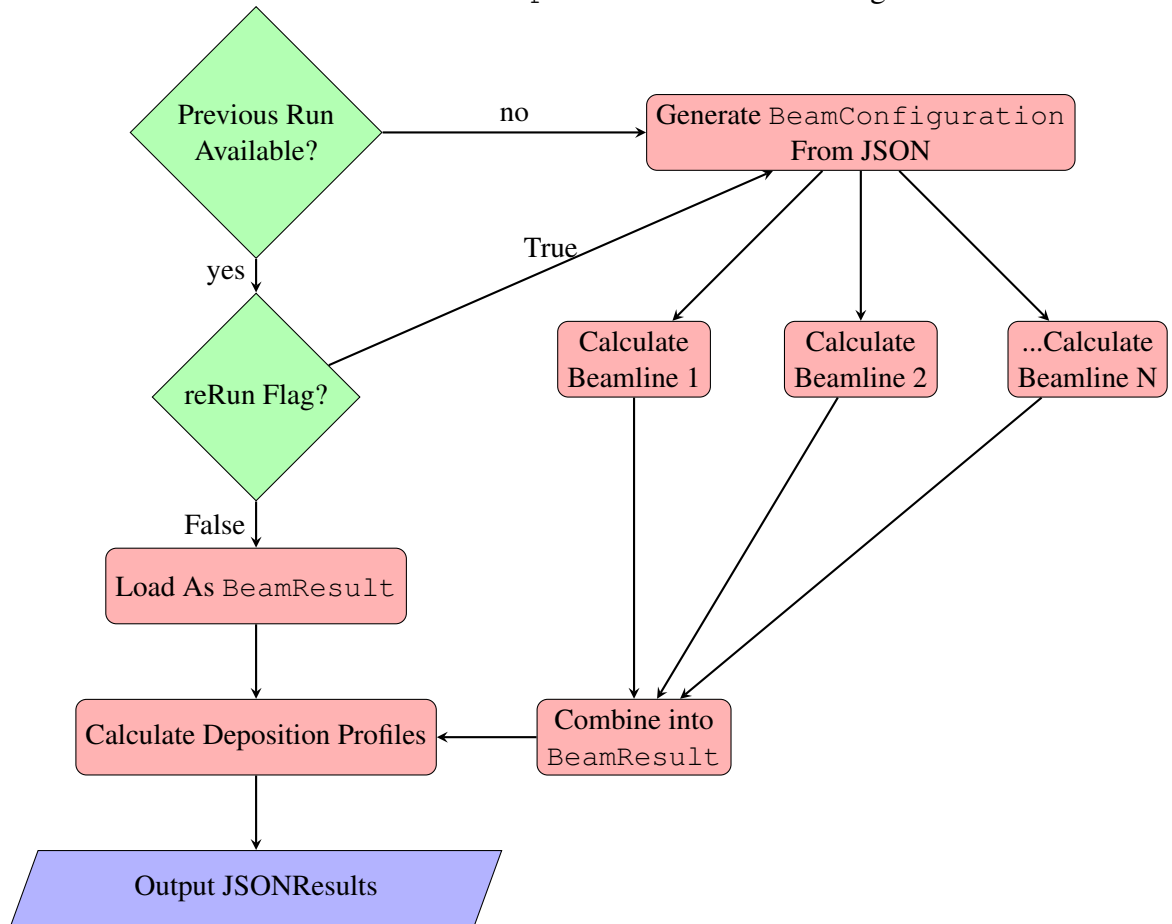 Previous Run
Available?
no
Generate BeamConfiguration
From JSON
yes
True
reRun Flag?
Calculate
Beamline 1
Calculate
Beamline 2
...Calculate
Beamline N
False
Load As BeamResult
Calculate Deposition Profiles
Combine into
BeamResult
Output JSONResults